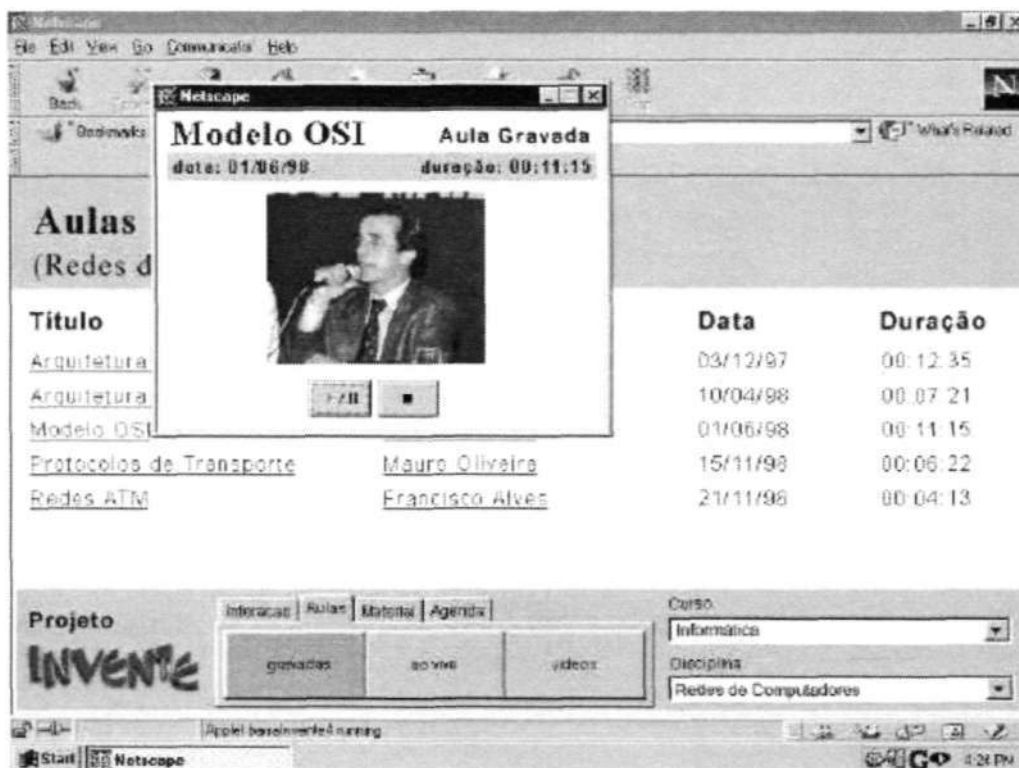 Netscape
File Edit View Go Communicator Help
Back
Bookmarks
What's Related
Netscape
Modelo OSI Aula Gravada
data: 01/06/98 duração: 00:11:15
Aulas
(Redes d
Título Data Duração
Arquitetura 03/12/97 00:12:35
Arquitetura 10/04/98 00:07:21
Modelo OSI 01/06/98 00:11:15
Protocolos de Transporte Mauro Oliveira 15/11/98 00:06:22
Redes ATM Francisco Alves 21/11/98 00:04:13
Projeto
INVENTE
Interacao Aulas Material Agenda
gravadas ao vivo videos
Curso
Informática
Disciplina
Redes de Computadores
Applet running
Start Netscape 4:26 PM